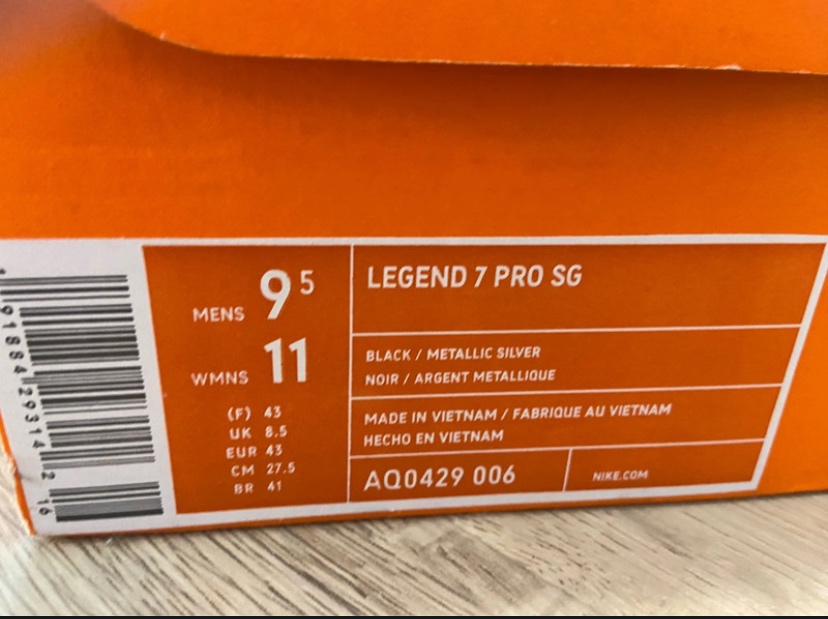 MENS 9 5
WMNS 11
(F) 43
UK 8.5
EUR 43
CM 27.5
BR 41
LEGEND 7 PRO SG
BLACK / METALLIC SILVER
NOIR / ARGENT METALLIQUE
MADE IN VIETNAM / FABRIQUE AU VIETNAM
HECHO EN VIETNAM
AQ0429 006
NIKE.COM